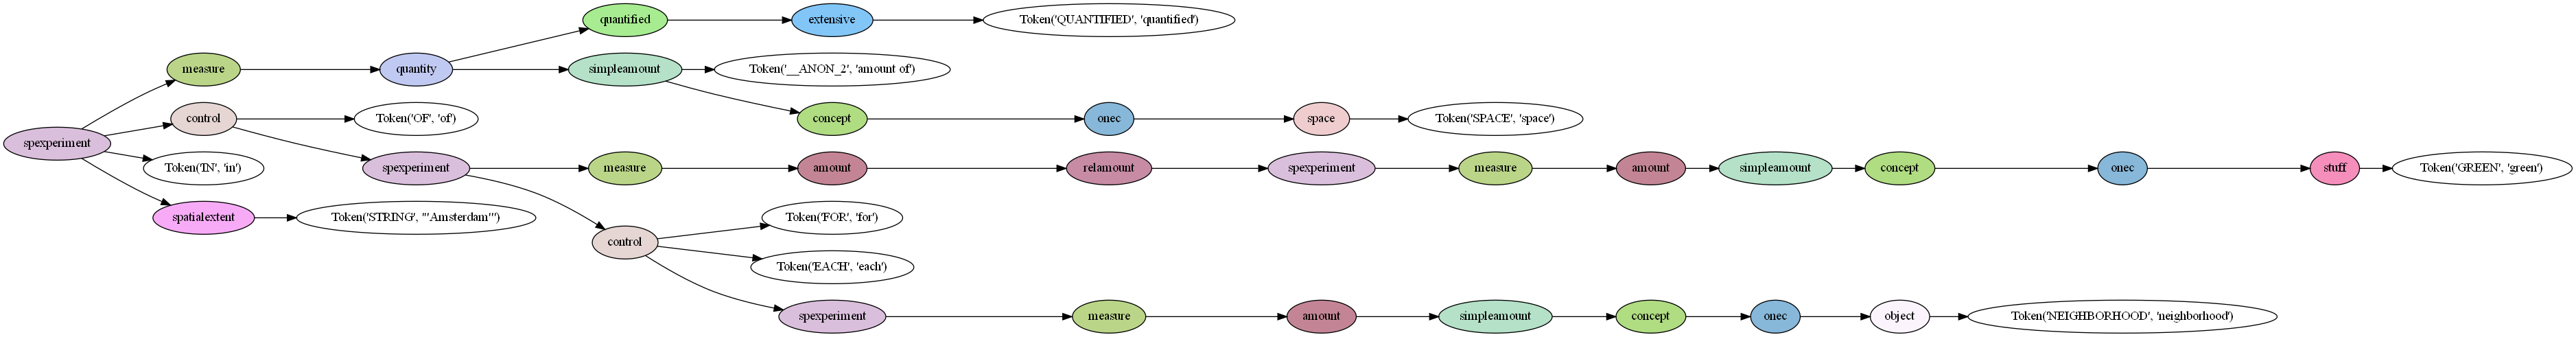 quantified extensive Token('QUANTIFIED', 'quantified')
measure quantity simpleamount Token('__ANON_2', 'amount of')
control Token('OF', 'of') concept onec space Token('SPACE', 'space')
spexperiment
Token('IN', 'in') spexperiment measure amount relamount spexperiment measure amount simpleamount concept onec stuff Token('GREEN', 'green')
spatialextent Token('STRING', "'Amsterdam'") Token('FOR', 'for')
control
Token('EACH', 'each')
spexperiment measure amount simpleamount concept onec object Token('NEIGHBORHOOD', 'neighborhood')